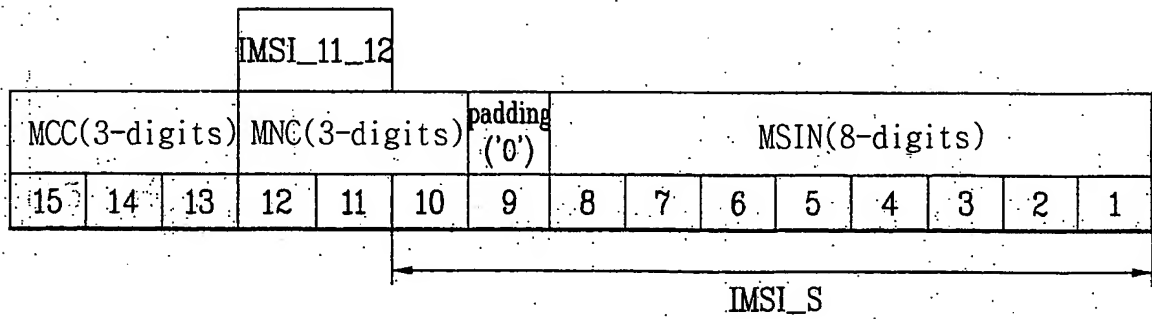 IMSI_11_12
MCC(3-digits) MNC(3-digits) padding ('0') MSIN(8-digits)
15 14 13 12 11 10 9 8 7 6 5 4 3 2 1
IMSI_S